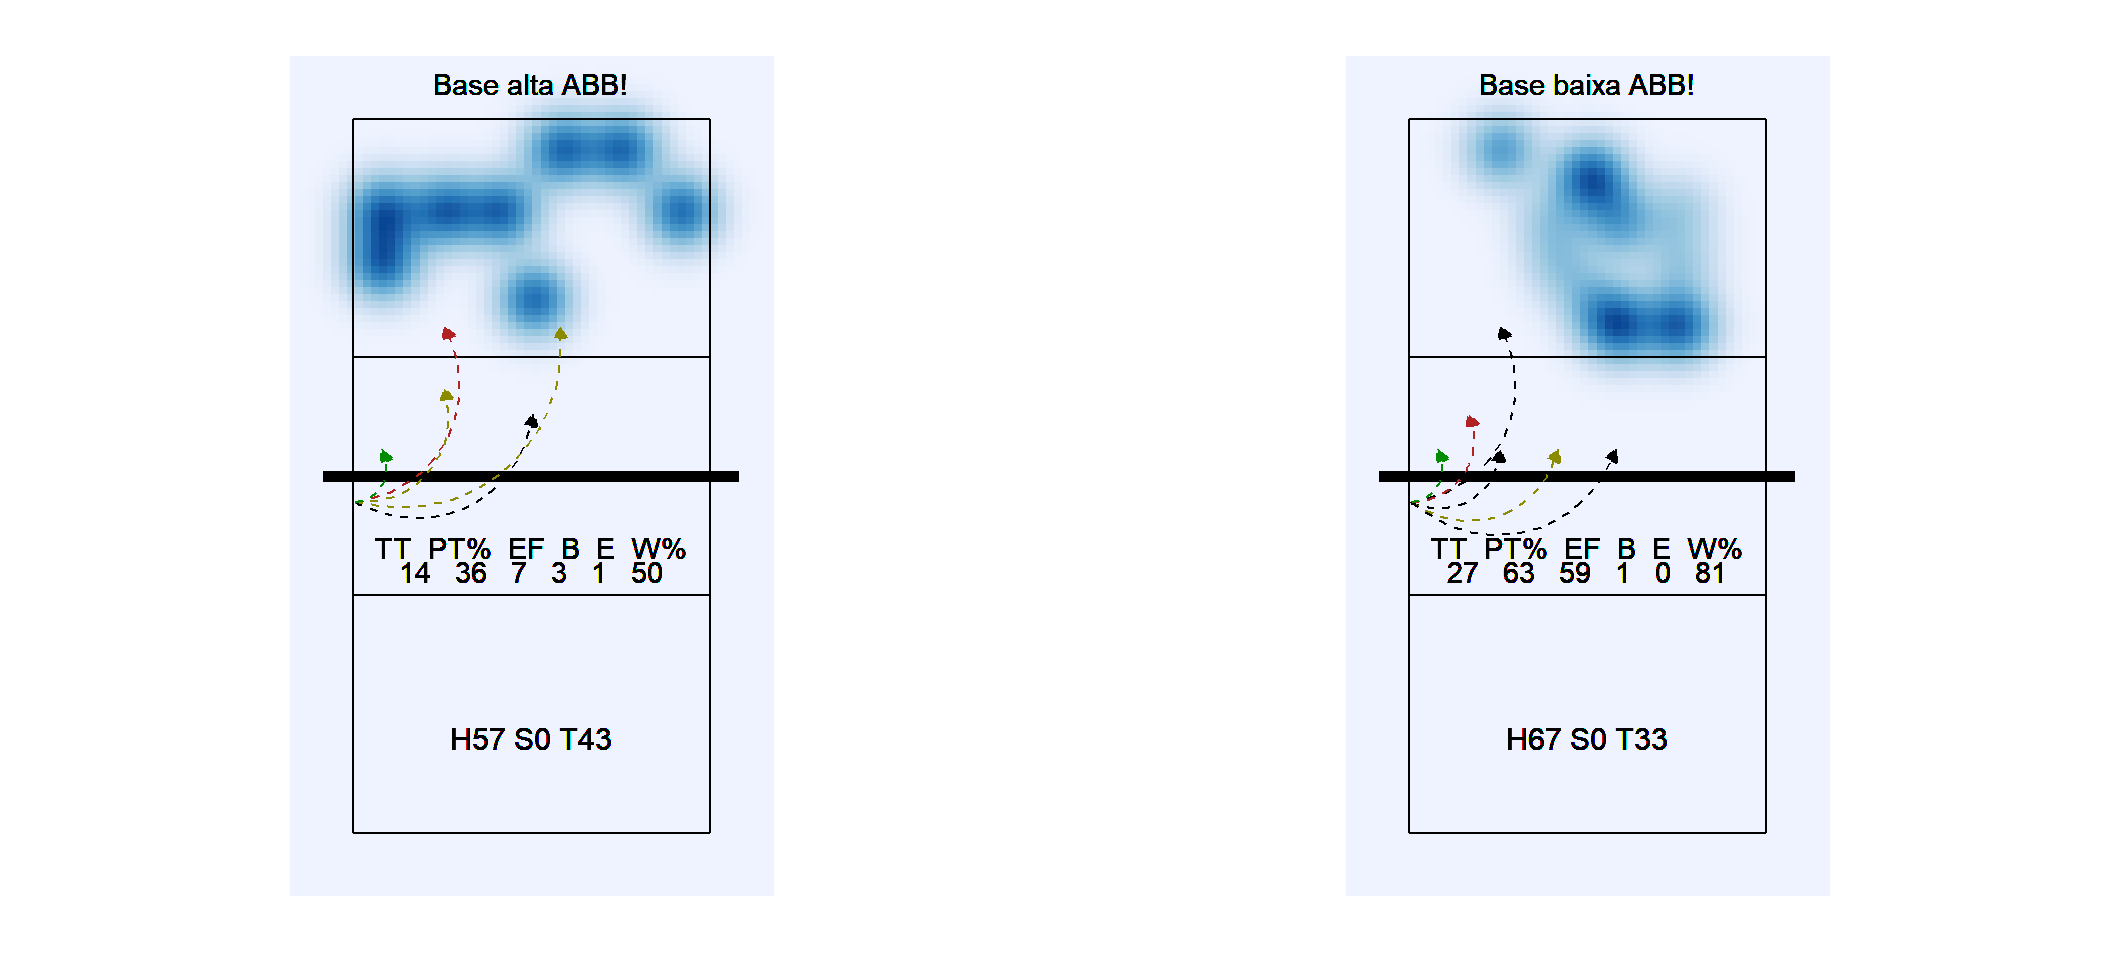 Base alta ABB!
TT PT% EF B E W%
14 36 7 3 1 50
H57 S0 T43
Base baixa ABB!
TT PT% EF B E W%
27 63 59 1 0 81
H67 S0 T33